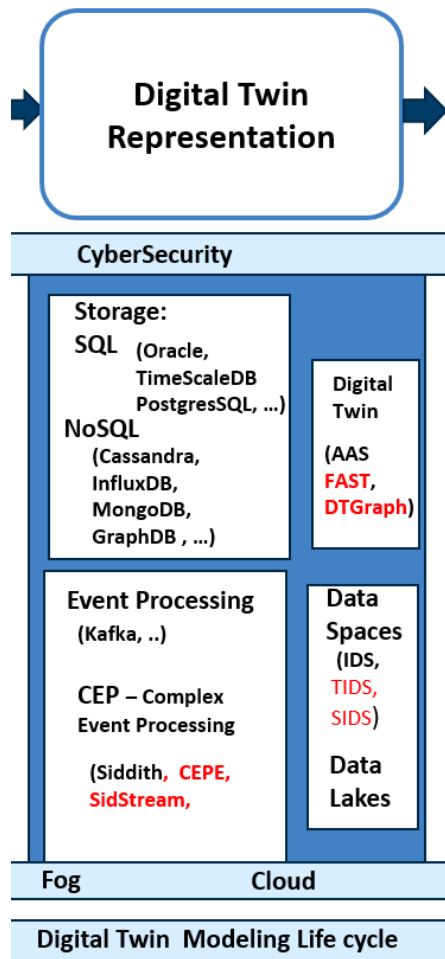 Digital Twin
Representation
CyberSecurity
Storage:
SQL (Oracle,
TimeScaleDB
PostgresSQL, ...)
NoSQL
(Cassandra,
InfluxDB,
MongoDB,
GraphDB , ...)
Digital
Twin
(AAS
FAST,
DTGraph)
Event Processing
(Kafka, ..)
CEP – Complex
Event Processing
(Siddith, CEPE,
SidStream,
Data
Spaces
(IDS,
TIDS,
SIDS)
Data
Lakes
Fog Cloud
Digital Twin Modeling Life cycle